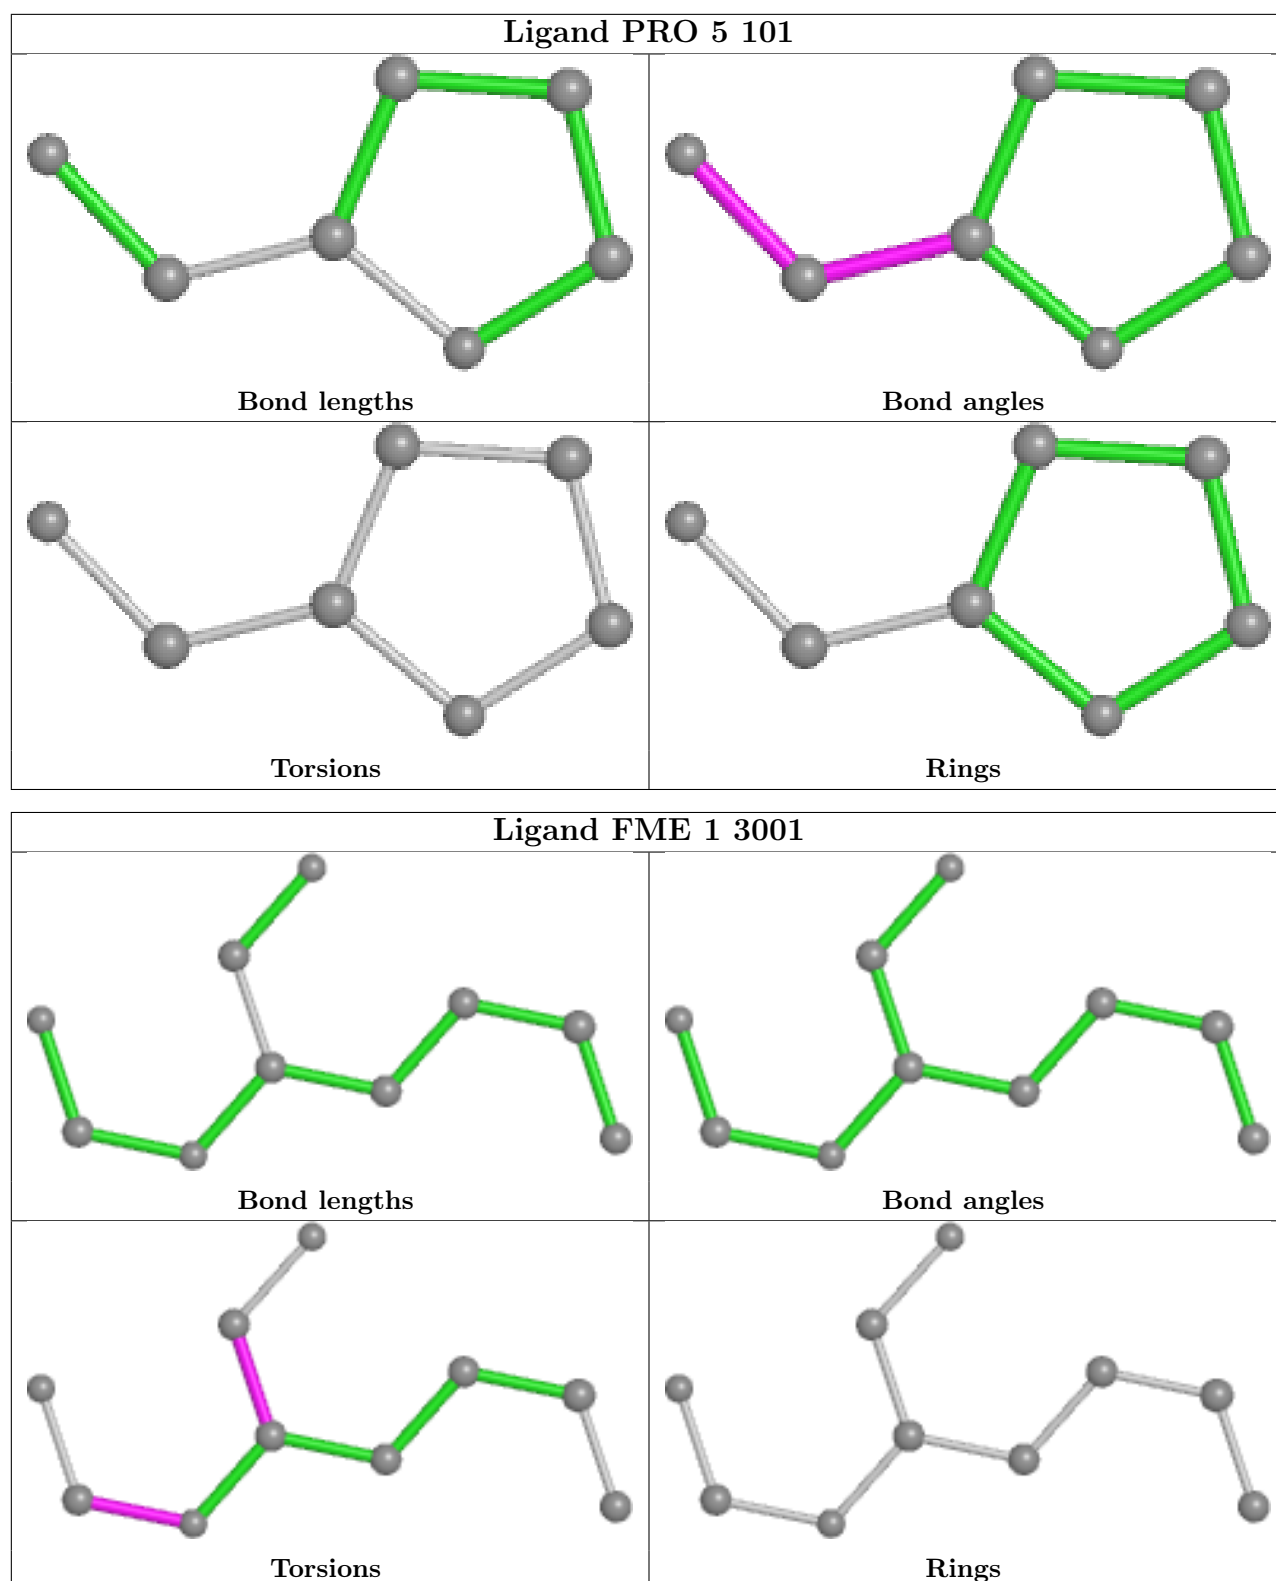 Ligand PRO 5 101
Bond lengths
Bond angles
Torsions
Rings
Ligand FME 1 3001
Bond lengths
Bond angles
Torsions
Rings